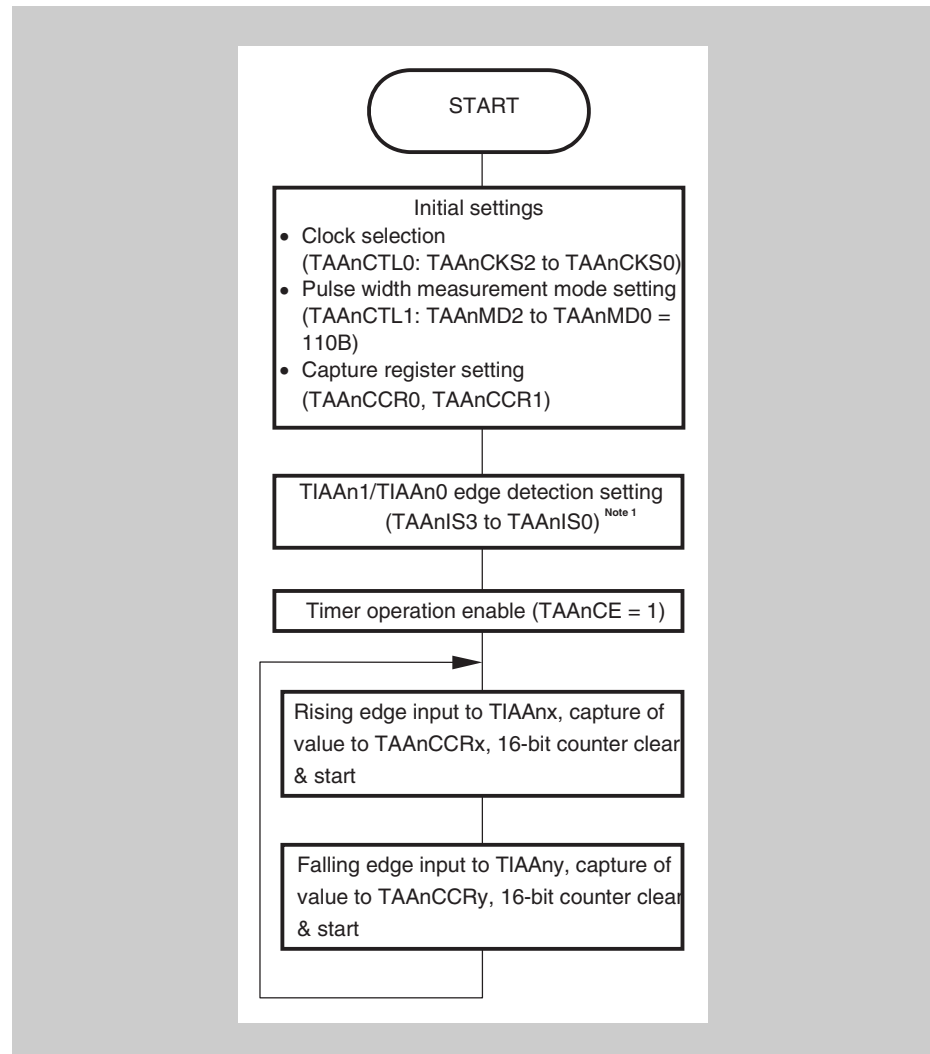 START
Initial settings
• Clock selection
(TAAnCTL0: TAAnCKS2 to TAAnCKS0)
• Pulse width measurement mode setting
(TAAnCTL1: TAAnMD2 to TAAnMD0 =
110B)
• Capture register setting
(TAAnCCR0, TAAnCCR1)
TIAAn1/TIAAn0 edge detection setting
(TAAnIS3 to TAAnIS0) Note 1
Timer operation enable (TAAnCE = 1)
Rising edge input to TIAAnx, capture of
value to TAAnCCRx, 16-bit counter clear
& start
Falling edge input to TIAAny, capture of
value to TAAnCCRy, 16-bit counter clear
& start